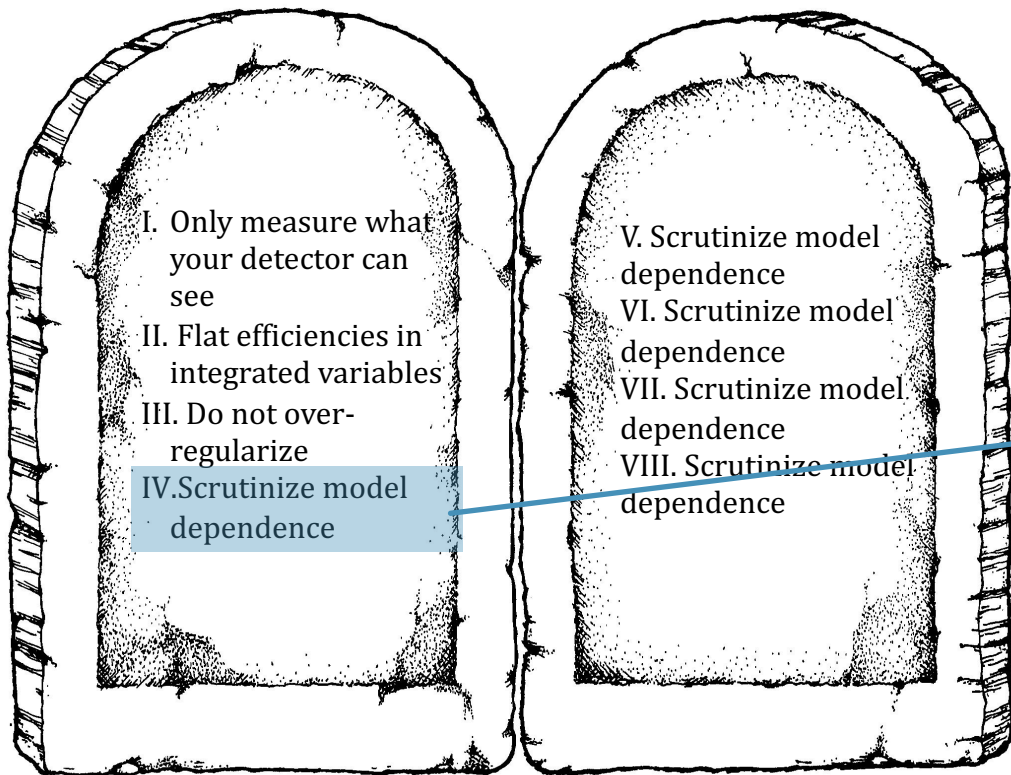 I. Only measure what
your detector can
see
II. Flat efficiencies in
integrated variables
III. Do not over-
regularize
IV.Scrutinize model
dependence
V. Scrutinize model
dependence
VI. Scrutinize model
dependence
VII. Scrutinize model
dependence
VIII. Scrutinize model
dependence